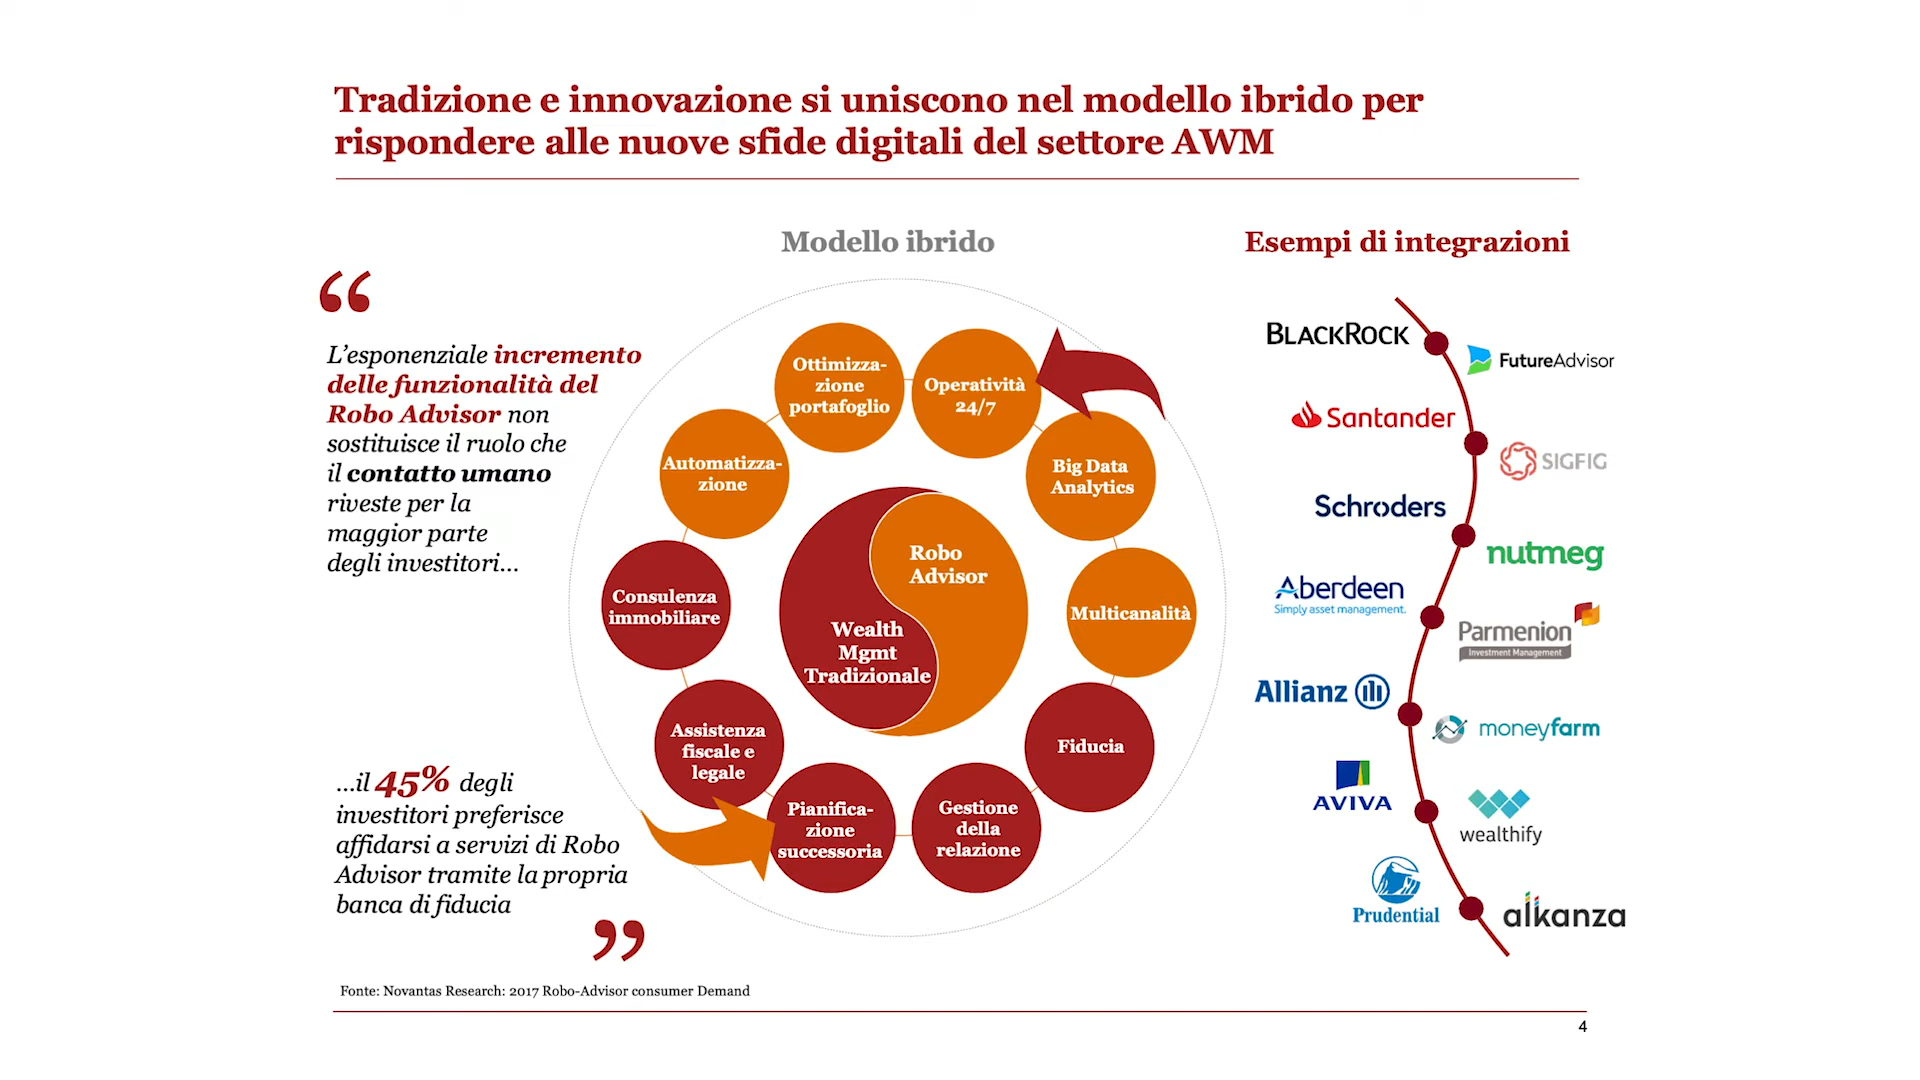 Tradizione e innovazione si uniscono nel modello ibrido per
rispondere alle nuove sfide digitali del settore AWM
“
L’esponenziale incremento
delle funzionalità del
Robo Advisor non
sostituisce il ruolo che
il contatto umano
riveste per la
maggior parte
degli investitori...
...il 45% degli
investitori preferisce
affidarsi a servizi di Robo
Advisor tramite la propria
banca di fiducia
”
Modello ibrido
Ottimizza-
zione
portafoglio
Operatività
24/7
Automatizza-
zione
Big Data
Analytics
Consulenza
immobiliare
Robo
Advisor
Wealth
Mgmt
Tradizionale
Multicanalità
Assistenza
fiscale e
legale
Fiducia
Pianifica-
zione
successoria
Gestione
della
relazione
Esempi di integrazioni
BLACKROCK
FutureAdvisor
Santander
SIGFIG
Schroders
nutmeg
Aberdeen
Simply asset management.
Parmenion
Investment Management
Allianz
moneyfarm
AVIVA
wealthify
Prudential
alkanza
Fonte: Novantas Research: 2017 Robo-Advisor consumer Demand
4